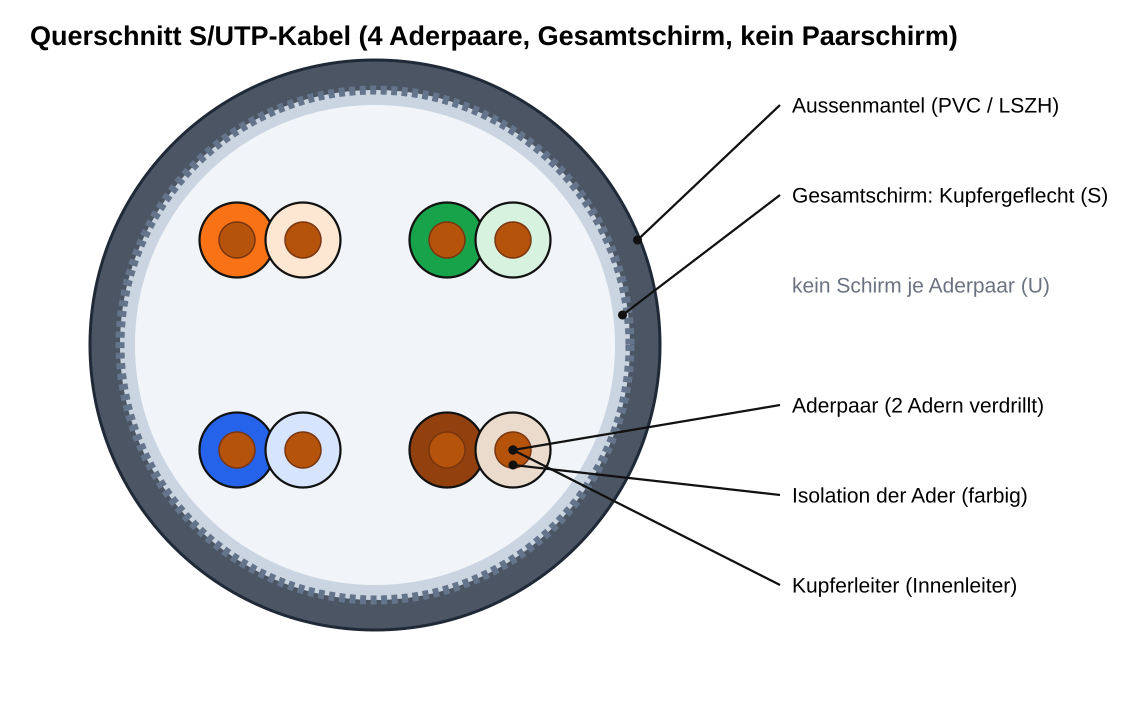 Querschnitt S/UTP-Kabel (4 Aderpaare, Gesamtschirm, kein Paarschirm)
Aussenmantel (PVC / LSZH)
Gesamtschirm: Kupfergeflecht (S)
kein Schirm je Aderpaar (U)
Aderpaar (2 Adern verdrillt)
Isolation der Ader (farbig)
Kupferleiter (Innenleiter)